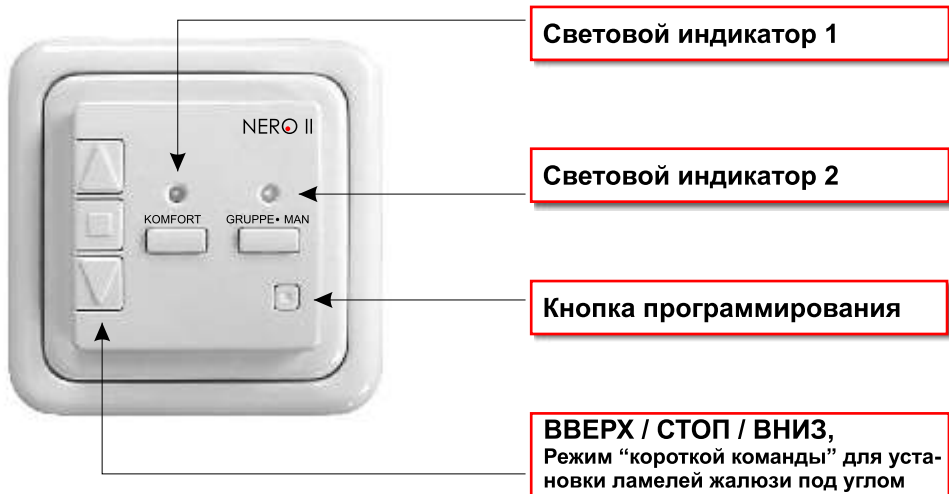 Световой индикатор 1
NERO II
Световой индикатор 2
KOMFORT
GRUPPE• MAN
Кнопка программирования
ВВЕРХ / СТОП / ВНИЗ,
Режим “короткой команды” для уста-
новки ламелей жалюзи под углом